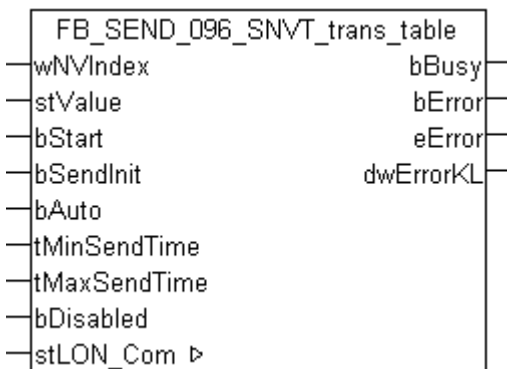 FB_SEND_096_SNVT_trans_table
wNVIndex bBusy
stValue bError
bStart eError
bSendInit dwErrorKL
bAuto
tMinSendTime
tMaxSendTime
bDisabled
stLON_Com ▷